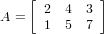 A = [ 2 4 3
1 5 7 ]